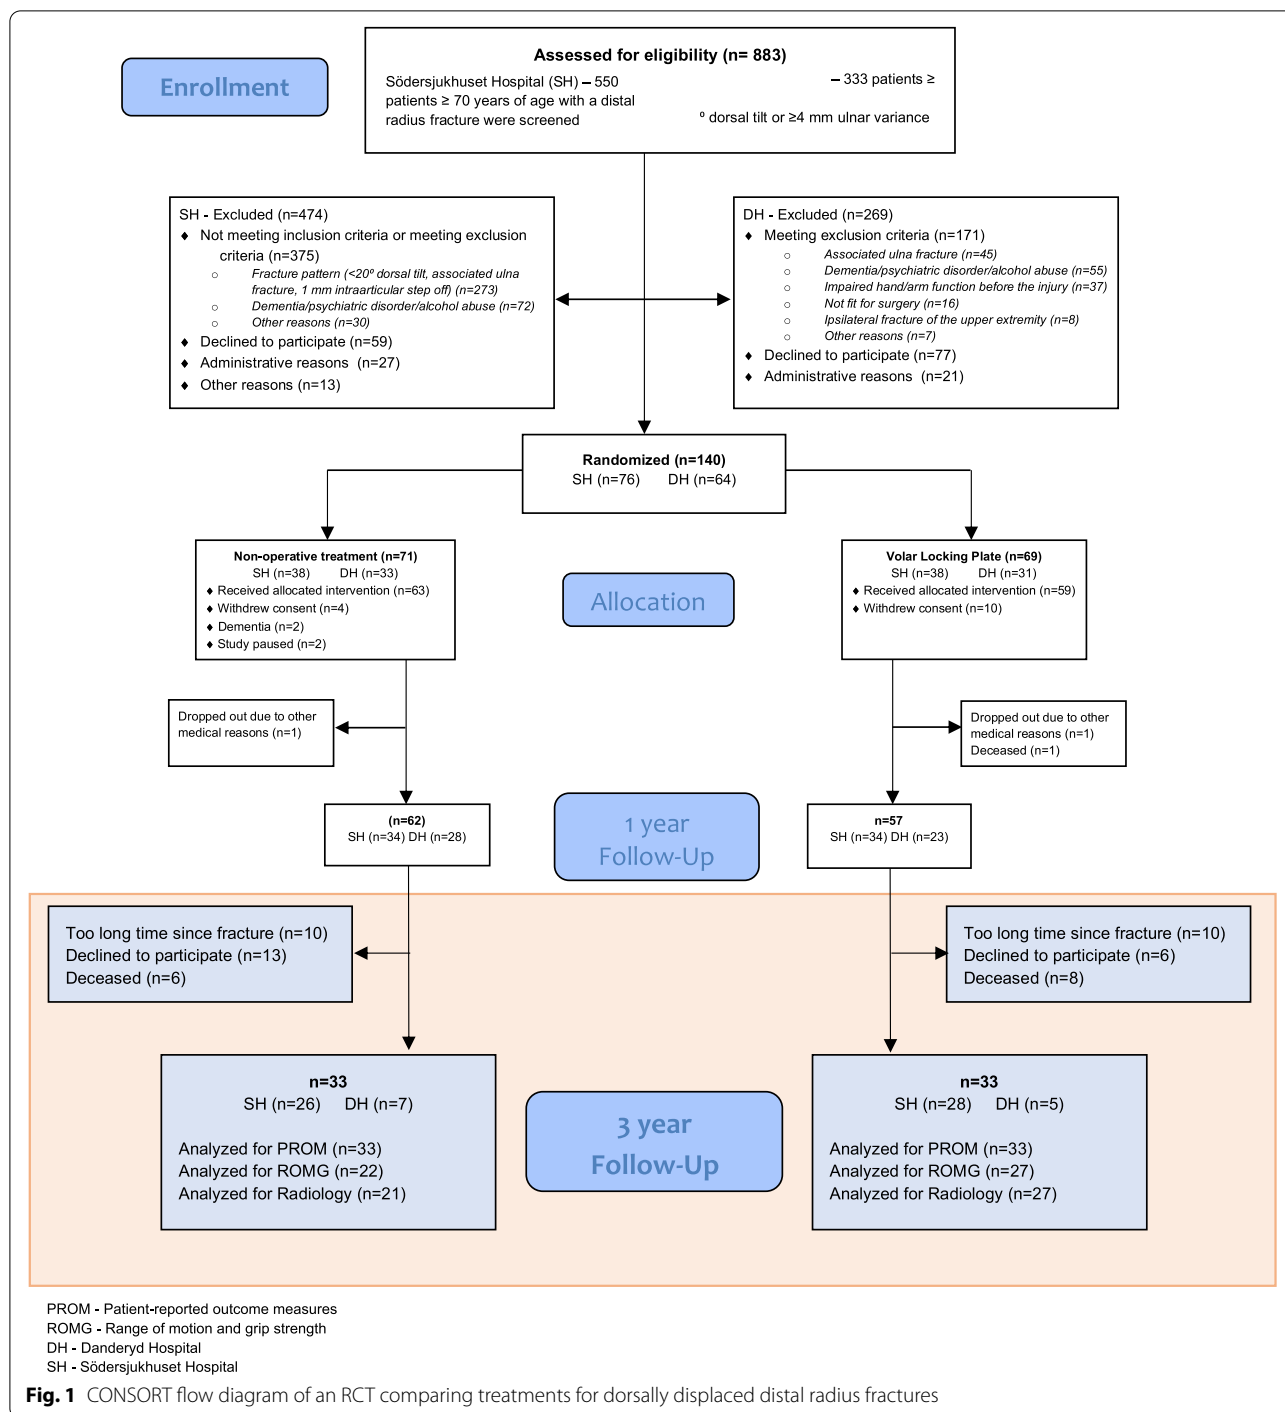 Enrollment
Assessed for eligibility (n= 883)
Södersjukhuset Hospital (SH) – 550
patients ≥ 70 years of age with a distal
radius fracture were screened
– 333 patients ≥
º dorsal tilt or ≥4 mm ulnar variance
SH - Excluded (n=474)
♦ Not meeting inclusion criteria or meeting exclusion
criteria (n=375)
○ Fracture pattern (<20º dorsal tilt, associated ulna
fracture, 1 mm intraarticular step off) (n=273)
○ Dementia/psychiatric disorder/alcohol abuse (n=72)
○ Other reasons (n=30)
♦ Declined to participate (n=59)
♦ Administrative reasons (n=27)
♦ Other reasons (n=13)
DH - Excluded (n=269)
♦ Meeting exclusion criteria (n=171)
○ Associated ulna fracture (n=45)
○ Dementia/psychiatric disorder/alcohol abuse (n=55)
○ Impaired hand/arm function before the injury (n=37)
○ Not fit for surgery (n=16)
○ Ipsilateral fracture of the upper extremity (n=8)
○ Other reasons (n=7)
♦ Declined to participate (n=77)
♦ Administrative reasons (n=21)
Randomized (n=140)
SH (n=76) DH (n=64)
Non-operative treatment (n=71)
SH (n=38) DH (n=33)
♦ Received allocated intervention (n=63)
♦ Withdrew consent (n=4)
♦ Dementia (n=2)
♦ Study paused (n=2)
Allocation
Volar Locking Plate (n=69)
SH (n=38) DH (n=31)
♦ Received allocated intervention (n=59)
♦ Withdrew consent (n=10)
Dropped out due to other
medical reasons (n=1)
Dropped out due to other
medical reasons (n=1)
Deceased (n=1)
(n=62)
SH (n=34) DH (n=28)
1 year
Follow-Up
n=57
SH (n=34) DH (n=23)
Too long time since fracture (n=10)
Declined to participate (n=13)
Deceased (n=6)
Too long time since fracture (n=10)
Declined to participate (n=6)
Deceased (n=8)
n=33
SH (n=26) DH (n=7)
Analyzed for PROM (n=33)
Analyzed for ROMG (n=22)
Analyzed for Radiology (n=21)
3 year
Follow-Up
n=33
SH (n=28) DH (n=5)
Analyzed for PROM (n=33)
Analyzed for ROMG (n=27)
Analyzed for Radiology (n=27)
PROM - Patient-reported outcome measures
ROMG - Range of motion and grip strength
DH - Danderyd Hospital
SH - Södersjukhuset Hospital
Fig. 1 CONSORT flow diagram of an RCT comparing treatments for dorsally displaced distal radius fractures